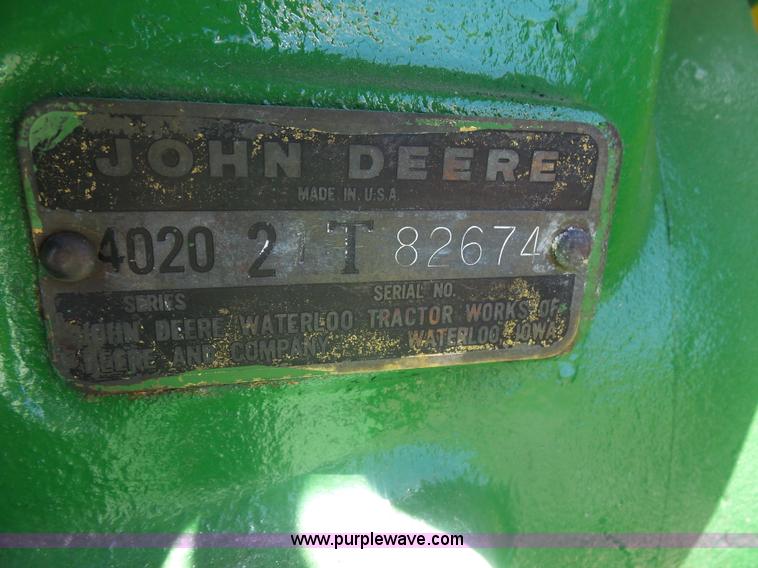 JOHN DEERE
MADE IN U.S.A.
4020 21 T 82674
SERIES SERIAL NO.
JOHN DEERE WATERLOO TRACTOR WORKS OF
DEERE AND COMPANY WATERLOO IOWA
www.purplewave.com